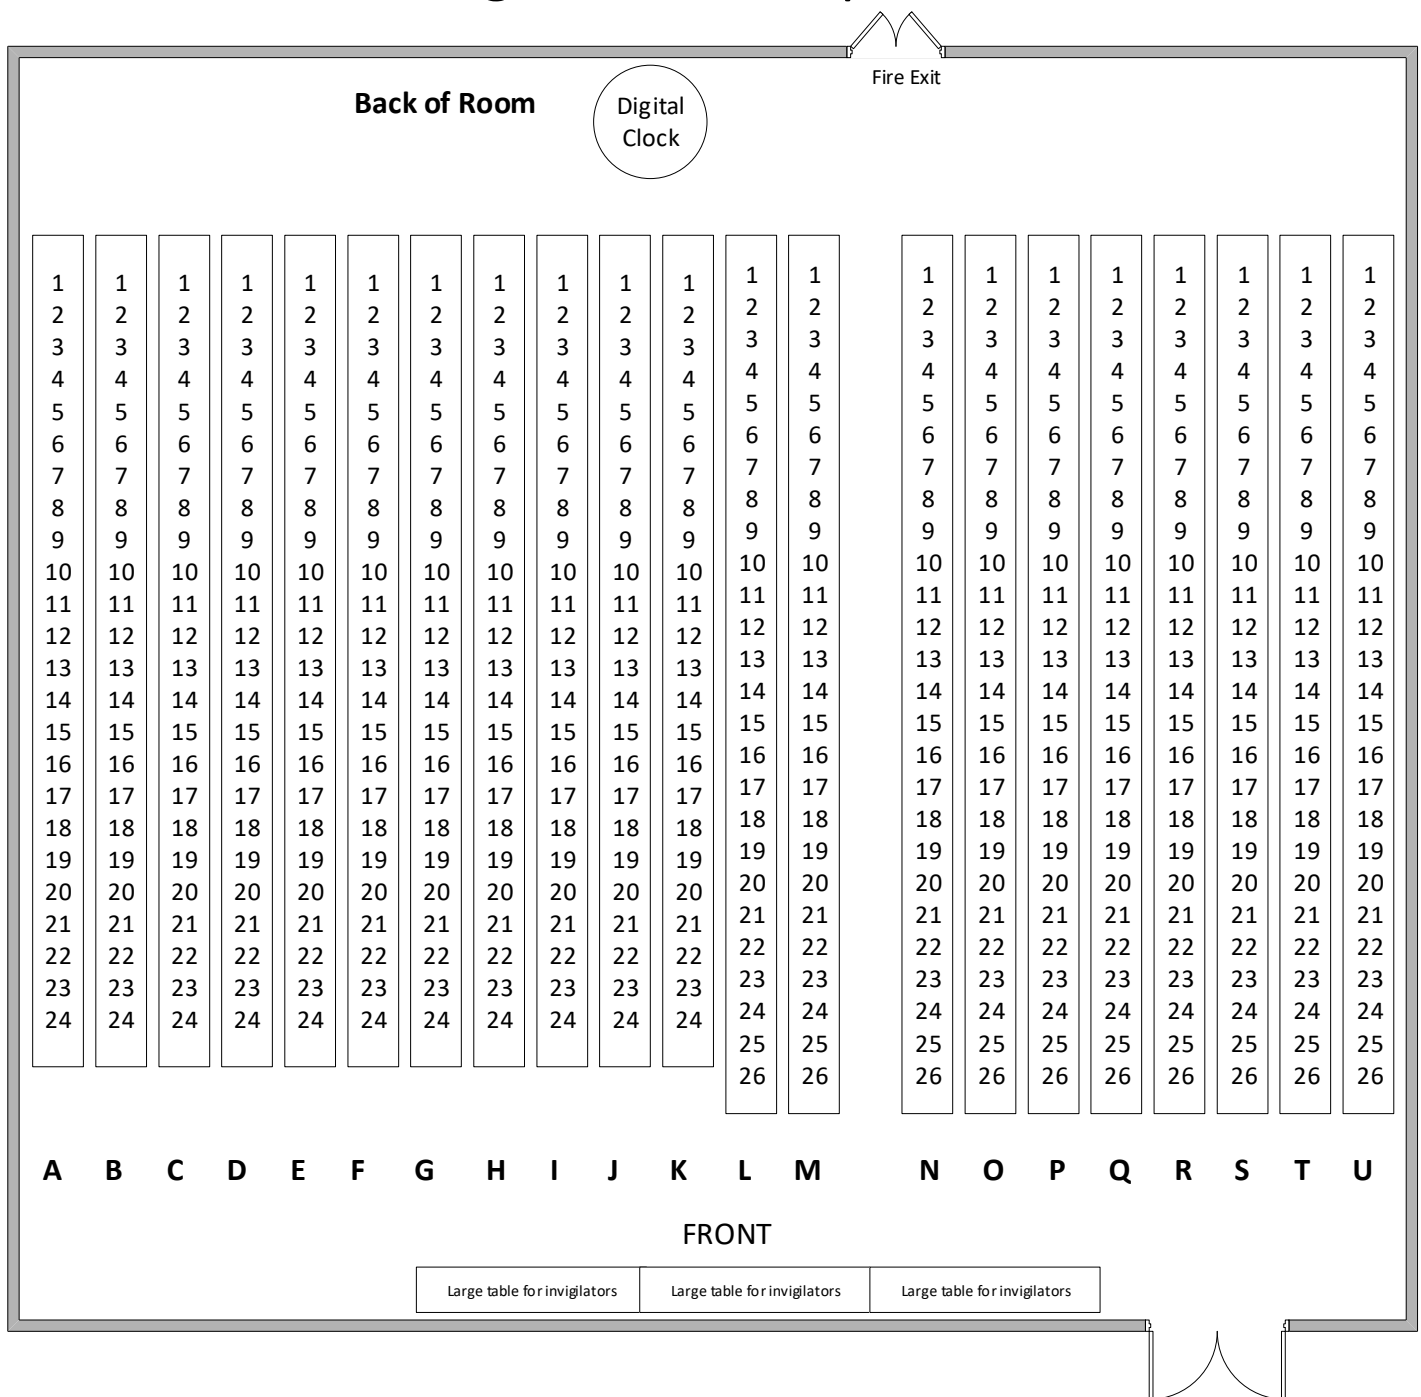 Fire Exit
Back of Room
Digital
Clock
1 1 1 1 1 1 1 1 1 1 1 1 1 1 1 1 1 1 1 1 1
2 2 2 2 2 2 2 2 2 2 2 2 2 2 2 2 2 2 2 2 2
3 3 3 3 3 3 3 3 3 3 3 3 3 3 3 3 3 3 3 3 3
4 4 4 4 4 4 4 4 4 4 4 4 4 4 4 4 4 4 4 4 4
5 5 5 5 5 5 5 5 5 5 5 5 5 5 5 5 5 5 5 5 5
6 6 6 6 6 6 6 6 6 6 6 6 6 6 6 6 6 6 6 6 6
7 7 7 7 7 7 7 7 7 7 7 7 7 7 7 7 7 7 7 7 7
8 8 8 8 8 8 8 8 8 8 8 8 8 8 8 8 8 8 8 8 8
9 9 9 9 9 9 9 9 9 9 9 9 9 9 9 9 9 9 9 9 9
10 10 10 10 10 10 10 10 10 10 10 10 10 10 10 10 10 10 10 10 10
11 11 11 11 11 11 11 11 11 11 11 11 11 11 11 11 11 11 11 11 11
12 12 12 12 12 12 12 12 12 12 12 12 12 12 12 12 12 12 12 12 12
13 13 13 13 13 13 13 13 13 13 13 13 13 13 13 13 13 13 13 13 13
14 14 14 14 14 14 14 14 14 14 14 14 14 14 14 14 14 14 14 14 14
15 15 15 15 15 15 15 15 15 15 15 15 15 15 15 15 15 15 15 15 15
16 16 16 16 16 16 16 16 16 16 16 16 16 16 16 16 16 16 16 16 16
17 17 17 17 17 17 17 17 17 17 17 17 17 17 17 17 17 17 17 17 17
18 18 18 18 18 18 18 18 18 18 18 18 18 18 18 18 18 18 18 18 18
19 19 19 19 19 19 19 19 19 19 19 19 19 19 19 19 19 19 19 19 19
20 20 20 20 20 20 20 20 20 20 20 20 20 20 20 20 20 20 20 20 20
21 21 21 21 21 21 21 21 21 21 21 21 21 21 21 21 21 21 21 21 21
22 22 22 22 22 22 22 22 22 22 22 22 22 22 22 22 22 22 22 22 22
23 23 23 23 23 23 23 23 23 23 23 23 23 23 23 23 23 23 23 23 23
24 24 24 24 24 24 24 24 24 24 24 24 24 24 24 24 24 24 24 24 24
25 25 25 25 25 25 25 25 25 25
26 26 26 26 26 26 26 26 26 26
A B C D E F G H I J K L M N O P Q R S T U
FRONT
Large table for invigilators Large table for invigilators Large table for invigilators